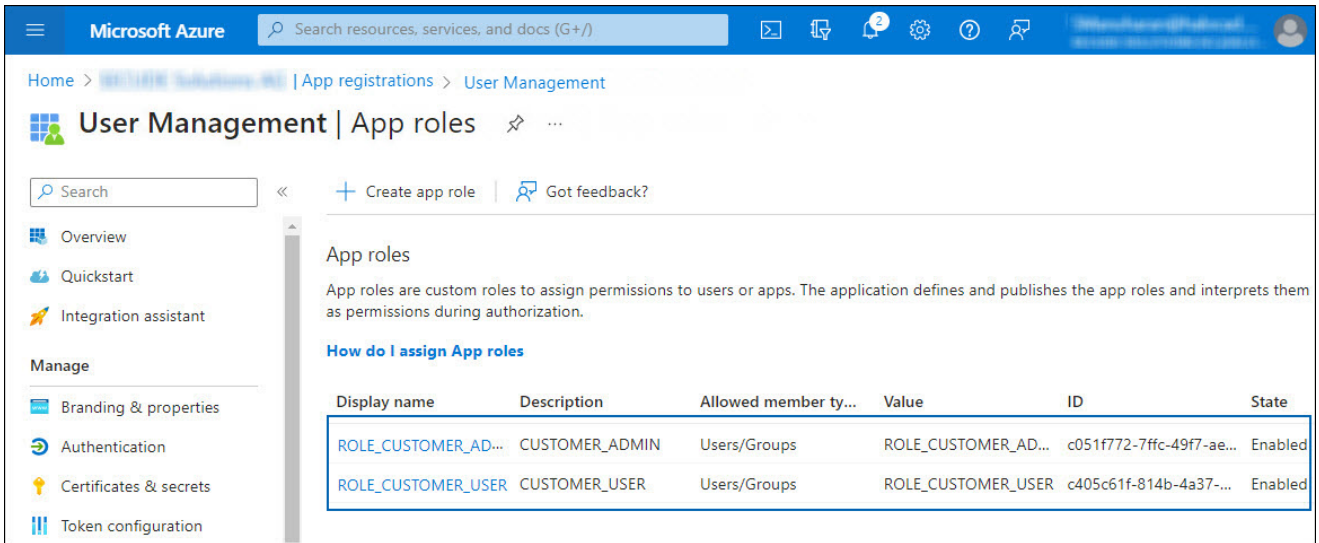 Microsoft Azure
Search resources, services, and docs (G+/)
2
Home > | App registrations > User Management
User Management | App roles ...
Search «
+ Create app role
Got feedback?
Overview
Quickstart
Integration assistant
Manage
Branding & properties
Authentication
Certificates & secrets
Token configuration
App roles
App roles are custom roles to assign permissions to users or apps. The application defines and publishes the app roles and interprets them
as permissions during authorization.
How do I assign App roles
Display name Description Allowed member ty... Value ID State
ROLE_CUSTOMER_AD... CUSTOMER_ADMIN Users/Groups ROLE_CUSTOMER_AD... c051f772-7ffc-49f7-ae... Enabled
ROLE_CUSTOMER_USER CUSTOMER_USER Users/Groups ROLE_CUSTOMER_USER c405c61f-814b-4a37-... Enabled